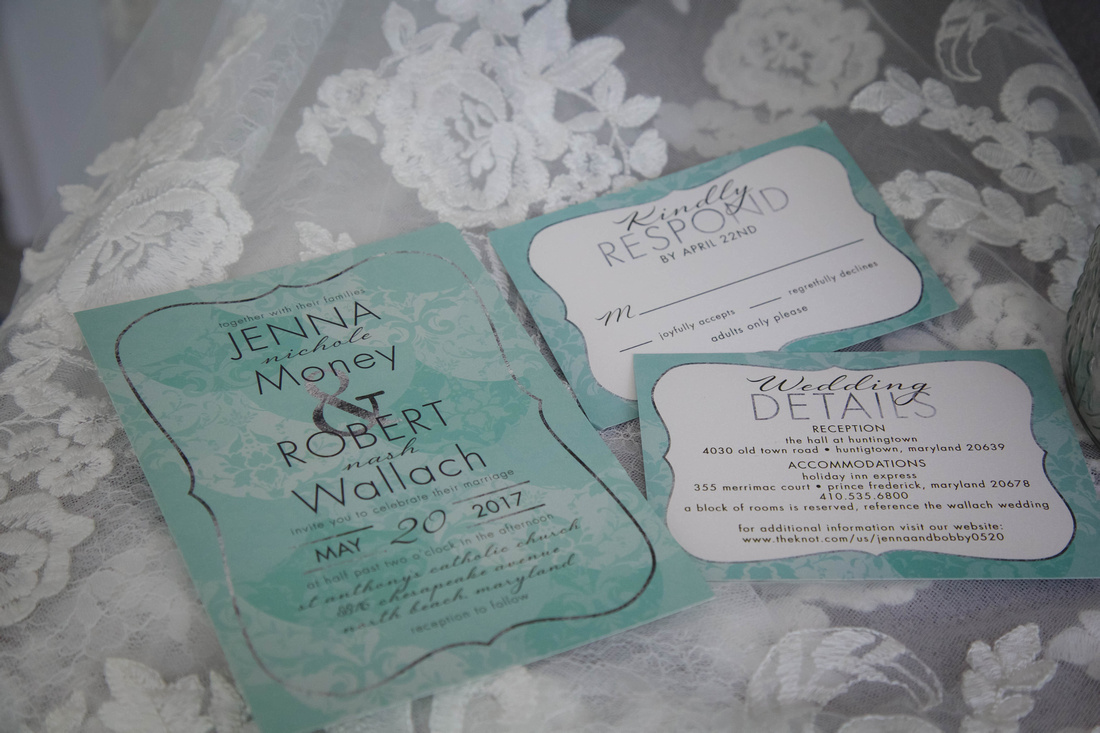 together with their families
JENNA
nichole
Money
&
ROBERT
nash
Wallach
invite you to celebrate their marriage
MAY 20 2017
at half past two o'clock in the afternoon
st anthonys catholic church
chesapeake avenue
north beach, maryland
reception to follow
Kindly
RESPOND
BY APRIL 22ND
M
joyfully accepts regretfully declines
adults only please
Wedding
DETAILS
RECEPTION
the hall at huntingtown
4030 old town road • huntingtown, maryland 20639
ACCOMMODATIONS
holiday inn express
355 merrimac court • prince frederick, maryland 20678
410.535.6800
a block of rooms is reserved, reference the wallach wedding
for additional information visit our website:
www.theknot.com/us/jennaandbobby0520